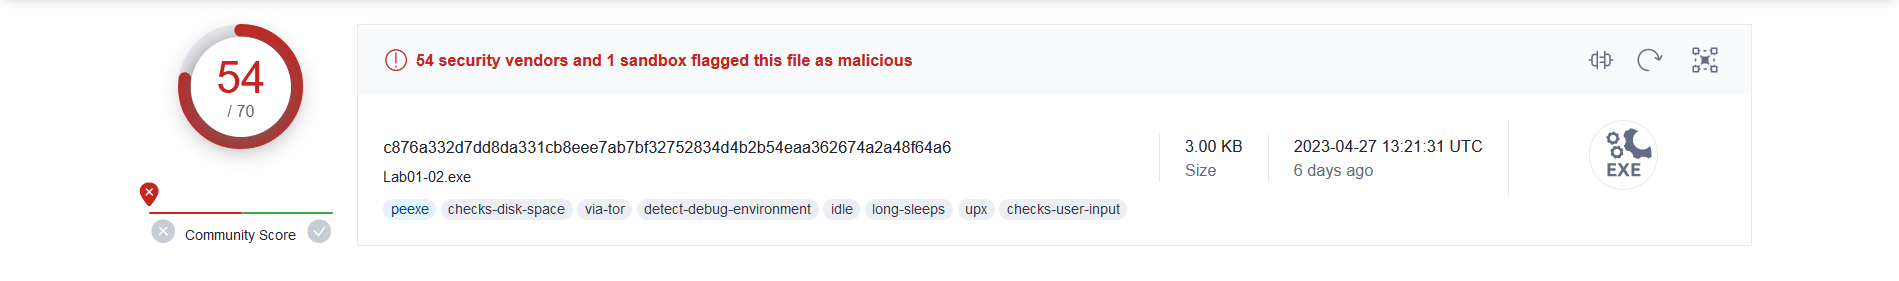 54
/ 70
Community Score
54 security vendors and 1 sandbox flagged this file as malicious
c876a332d7dd8da331cb8eee7ab7bf32752834d4b2b54eaa362674a2a48f64a6
Lab01-02.exe
peexe checks-disk-space via-tor detect-debug-environment idle long-sleeps upx checks-user-input
3.00 KB
Size
2023-04-27 13:21:31 UTC
6 days ago
EXE